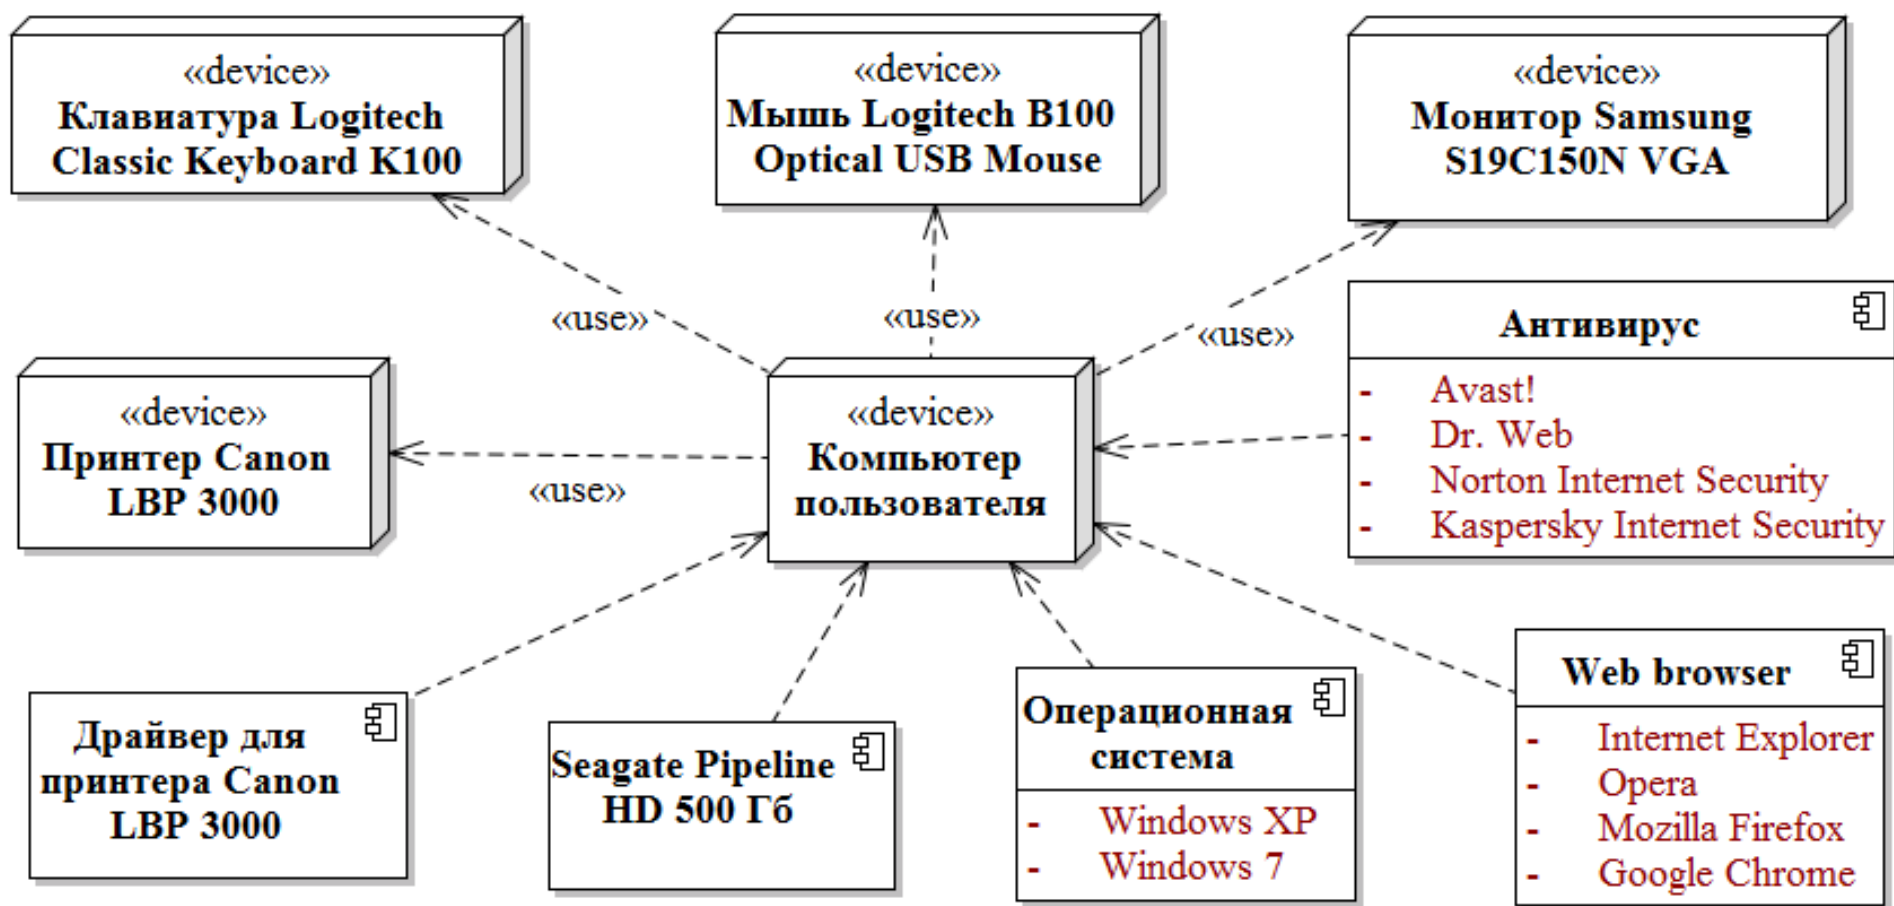 «device»
Клавиатура Logitech
Classic Keyboard K100
«device»
Мышь Logitech B100
Optical USB Mouse
«device»
Монитор Samsung
S19C150N VGA
«use»
«use»
«use»
Антивирус
- Avast!
- Dr. Web
- Norton Internet Security
- Kaspersky Internet Security
«device»
Принтер Canon
LBP 3000
«use»
«device»
Компьютер
пользователя
Драйвер для
принтера Canon
LBP 3000
Seagate Pipeline
HD 500 Гб
Операционная
система
- Windows XP
- Windows 7
Web browser
- Internet Explorer
- Opera
- Mozilla Firefox
- Google Chrome